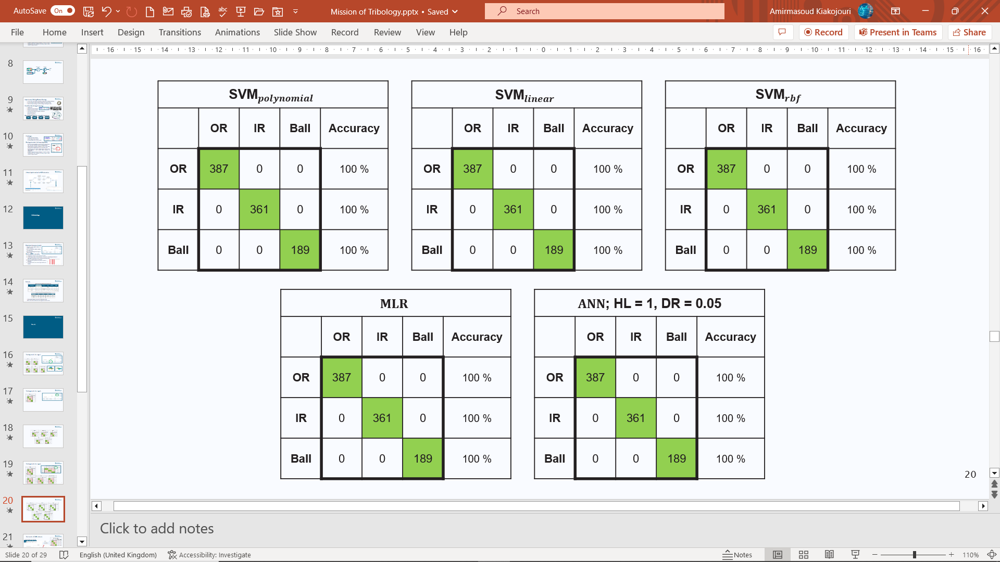 AutoSave On Mission of Tribology.pptx • Saved Search Amirmasoud Kiakojouri
File Home Insert Design Transitions Animations Slide Show Record Review View Help Record Present in Teams Share
16 15 14 13 12 11 10 9 8 7 6 5 4 3 2 1 0 1 2 3 4 5 6 7 8 9 10 11 12 13 14 15 16
8
9
10
11
12
13
14
15
16
17
18
19
20
21
SVMpolynomial
OR IR Ball Accuracy
OR 387 0 0 100 %
IR 0 361 0 100 %
Ball 0 0 189 100 %
SVMlinear
OR IR Ball Accuracy
OR 387 0 0 100 %
IR 0 361 0 100 %
Ball 0 0 189 100 %
SVMrbf
OR IR Ball Accuracy
OR 387 0 0 100 %
IR 0 361 0 100 %
Ball 0 0 189 100 %
MLR
OR IR Ball Accuracy
OR 387 0 0 100 %
IR 0 361 0 100 %
Ball 0 0 189 100 %
ANN; HL = 1, DR = 0.05
OR IR Ball Accuracy
OR 387 0 0 100 %
IR 0 361 0 100 %
Ball 0 0 189 100 %
20
Click to add notes
Slide 20 of 29 English (United Kingdom) Accessibility: Investigate Notes 110%